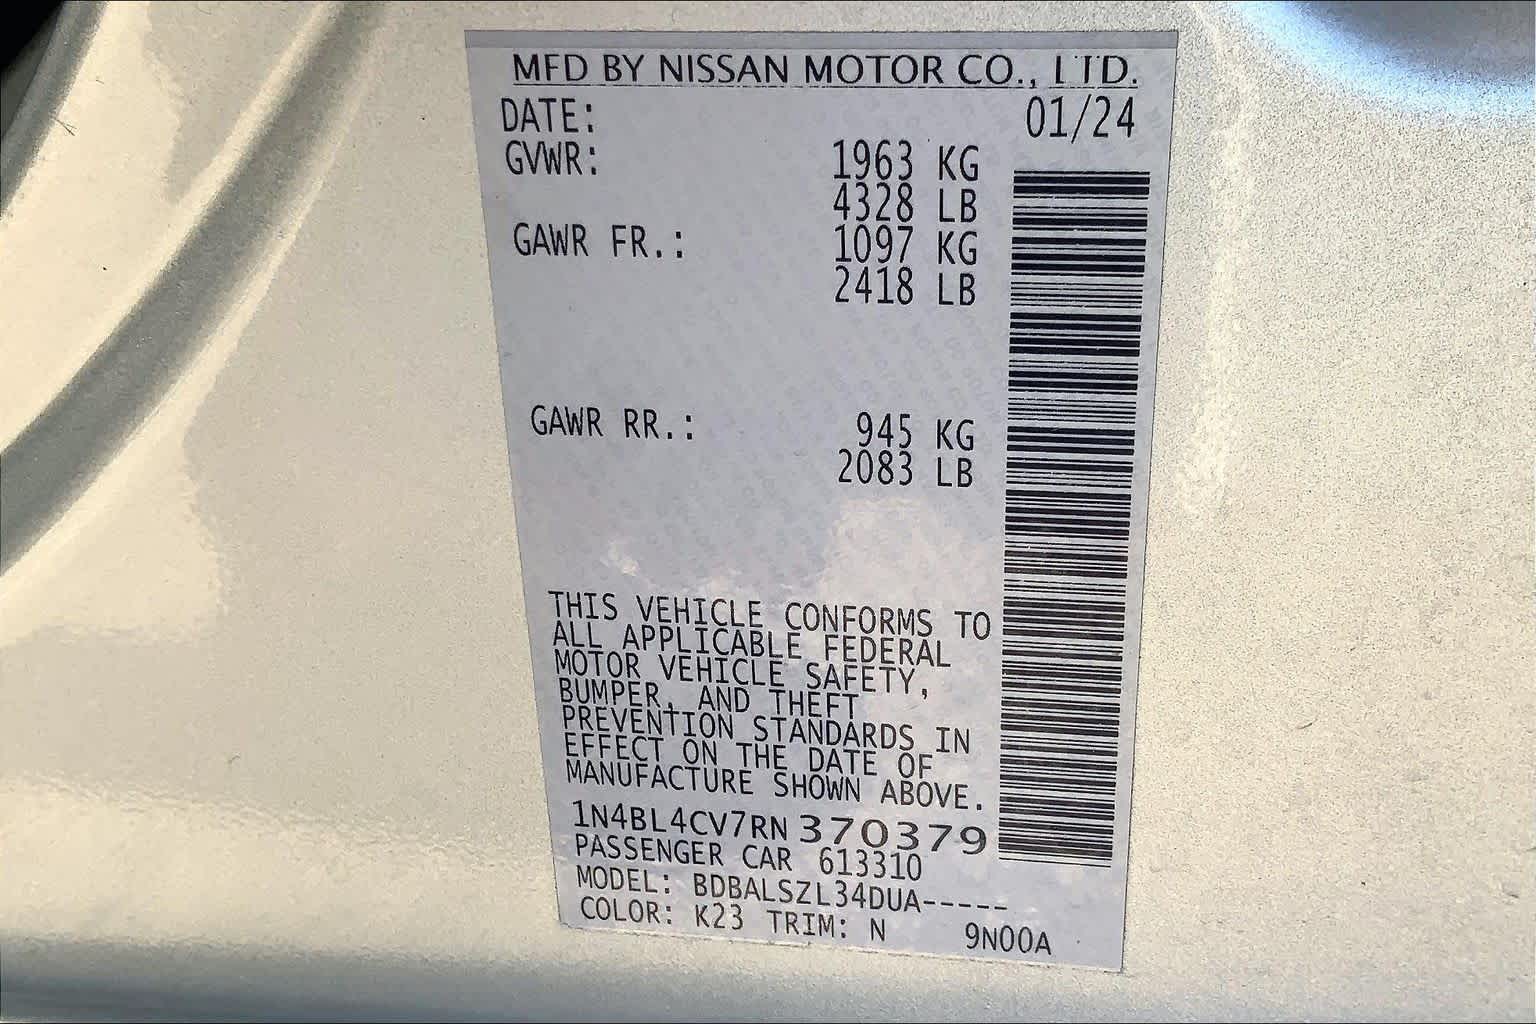 MFD BY NISSAN MOTOR CO., LTD.
DATE: 01/24
GVWR: 1963 KG
4328 LB
GAWR FR.: 1097 KG
2418 LB
GAWR RR.: 945 KG
2083 LB
THIS VEHICLE CONFORMS TO
ALL APPLICABLE FEDERAL
MOTOR VEHICLE SAFETY,
BUMPER, AND THEFT
PREVENTION STANDARDS IN
EFFECT ON THE DATE OF
MANUFACTURE SHOWN ABOVE.
1N4BL4CV7RN370379
PASSENGER CAR 613310
MODEL: BDBALSZL34DUA-----
COLOR: K23 TRIM: N 9N00A